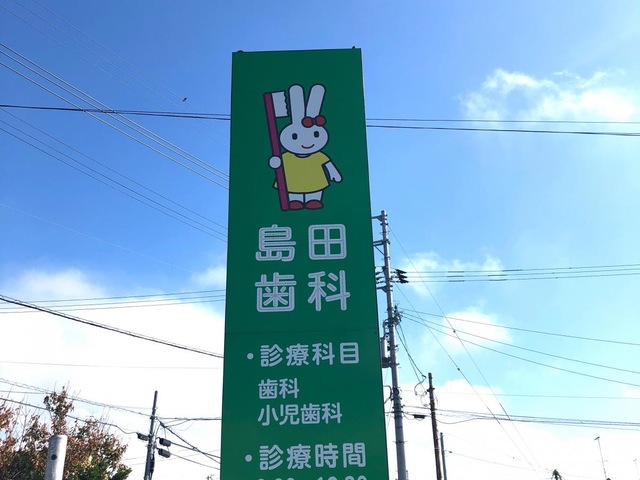 島田
歯科
・診療科目
歯科
小児歯科
・診療時間